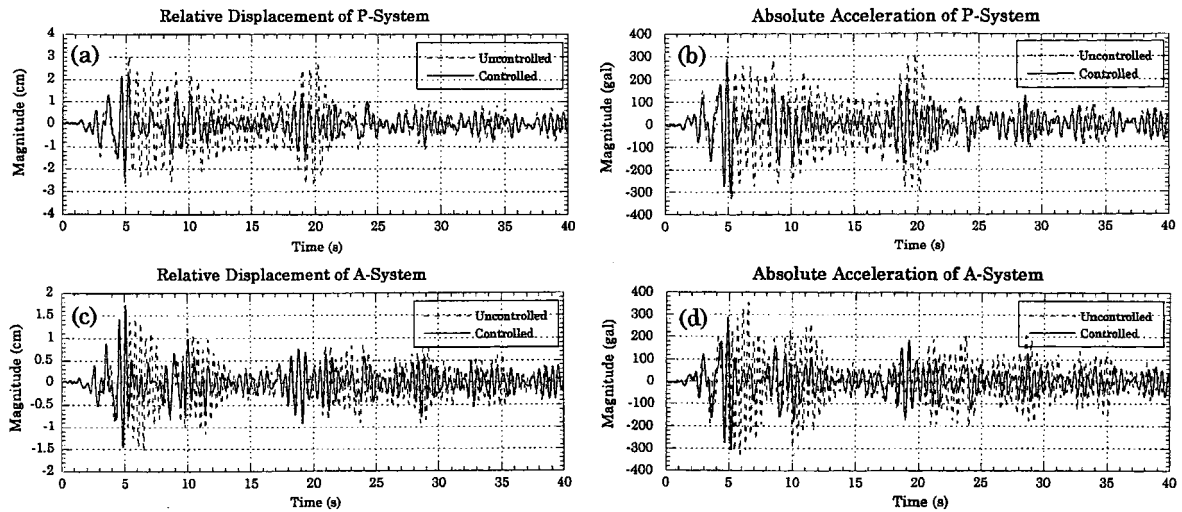 Relative Displacement of P-System
4
3
2
1
0
-1
-2
-3
-4
Magnitude (cm)
(a)
Uncontrolled
Controlled
0 5 10 15 20 25 30 35 40
Time (s)
Absolute Acceleration of P-System
400
300
200
100
0
-100
-200
-300
-400
Magnitude (gal)
(b)
Uncontrolled
Controlled
0 5 10 15 20 25 30 35 40
Time (s)
Relative Displacement of A-System
2
1.5
1
0.5
0
-0.5
-1
-1.5
-2
Magnitude (cm)
(c)
Uncontrolled
Controlled
0 5 10 15 20 25 30 35 40
Time (s)
Absolute Acceleration of A-System
400
300
200
100
0
-100
-200
-300
-400
Magnitude (gal)
(d)
Uncontrolled
Controlled
0 5 10 15 20 25 30 35 40
Time (s)